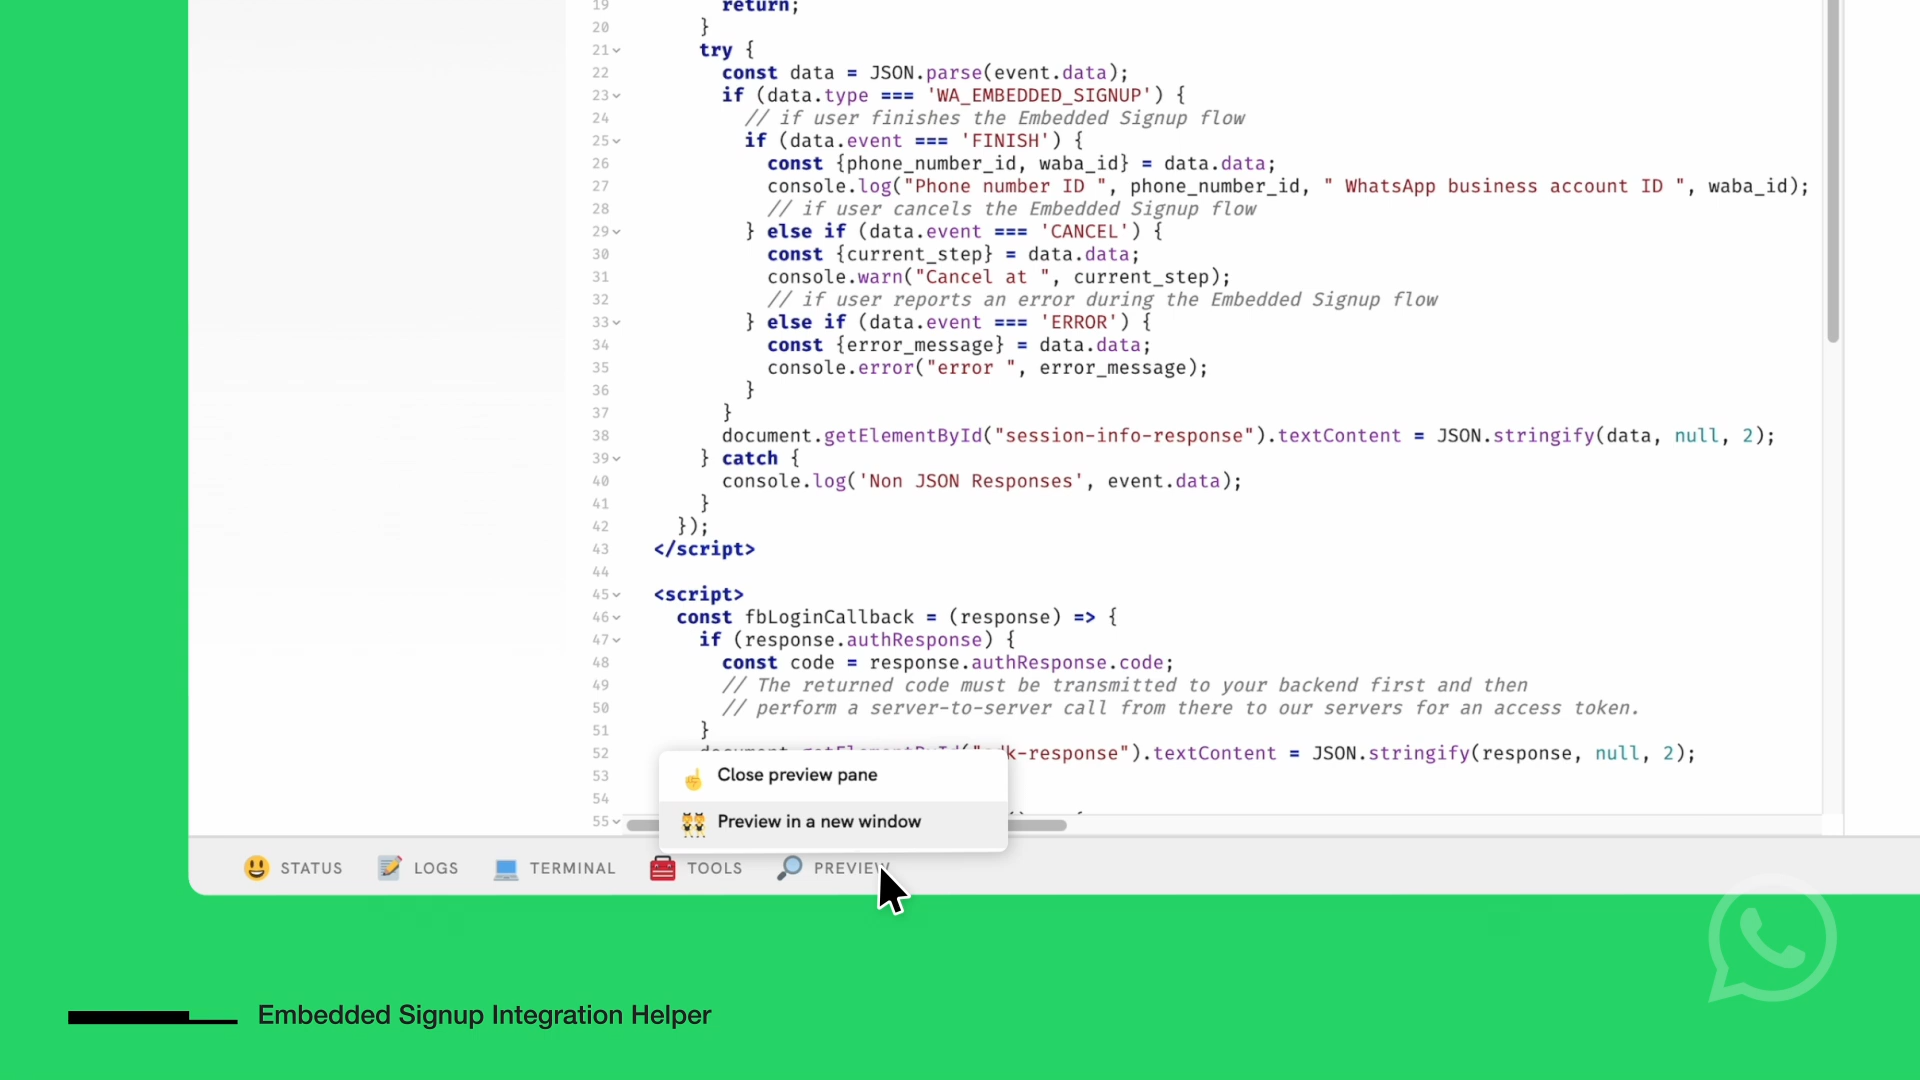 19 return;
20 }
21 try {
22 const data = JSON.parse(event.data);
23 if (data.type === 'WA_EMBEDDED_SIGNUP') {
24 // if user finishes the Embedded Signup flow
25 if (data.event === 'FINISH') {
26 const {phone_number_id, waba_id} = data.data;
27 console.log("Phone number ID ", phone_number_id, " WhatsApp business account ID ", waba_id);
28 // if user cancels the Embedded Signup flow
29 } else if (data.event === 'CANCEL') {
30 const {current_step} = data.data;
31 console.warn("Cancel at ", current_step);
32 // if user reports an error during the Embedded Signup flow
33 } else if (data.event === 'ERROR') {
34 const {error_message} = data.data;
35 console.error("error ", error_message);
36 }
37 }
38 document.getElementById("session-info-response").textContent = JSON.stringify(data, null, 2);
39 } catch {
40 console.log('Non JSON Responses', event.data);
41 }
42 });
43 </script>
44
45 <script>
46 const fbLoginCallback = (response) => {
47 if (response.authResponse) {
48 const code = response.authResponse.code;
49 // The returned code must be transmitted to your backend first and then
50 // perform a server-to-server call from there to our servers for an access token.
51 }
52 document.getElementById("sdk-response").textContent = JSON.stringify(response, null, 2);
53
54
55
Close preview pane
Preview in a new window
STATUS LOGS TERMINAL TOOLS PREVIEW
Embedded Signup Integration Helper